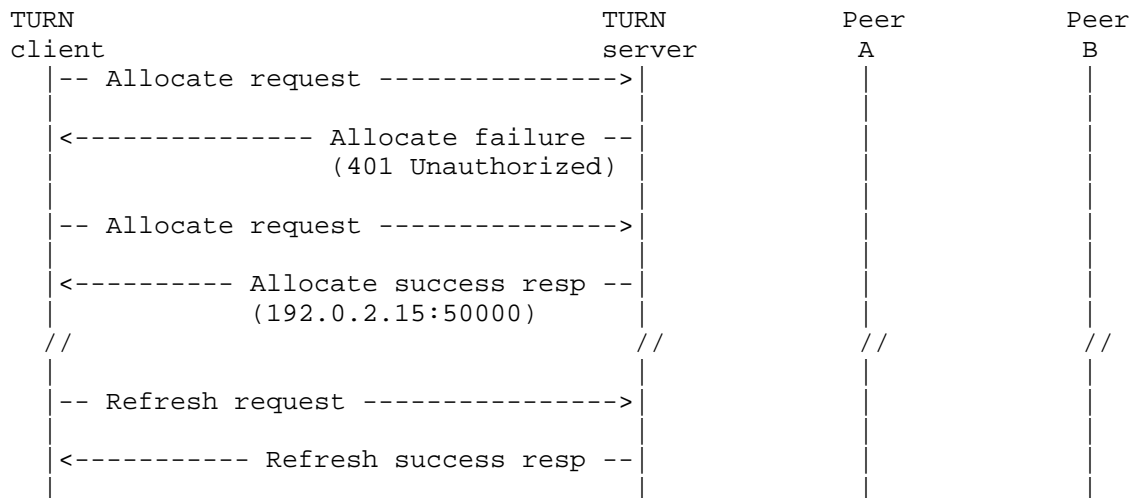 TURN TURN Peer Peer
client server A B
|-- Allocate request --------------->| | |
| | | |
|<--------------- Allocate failure --| | |
| (401 Unauthorized) | | |
| | | |
|-- Allocate request --------------->| | |
| | | |
|<---------- Allocate success resp --| | |
| (192.0.2.15:50000) | | |
// // // //
| | | |
|-- Refresh request ---------------->| | |
| | | |
|<----------- Refresh success resp --| | |
| | | |